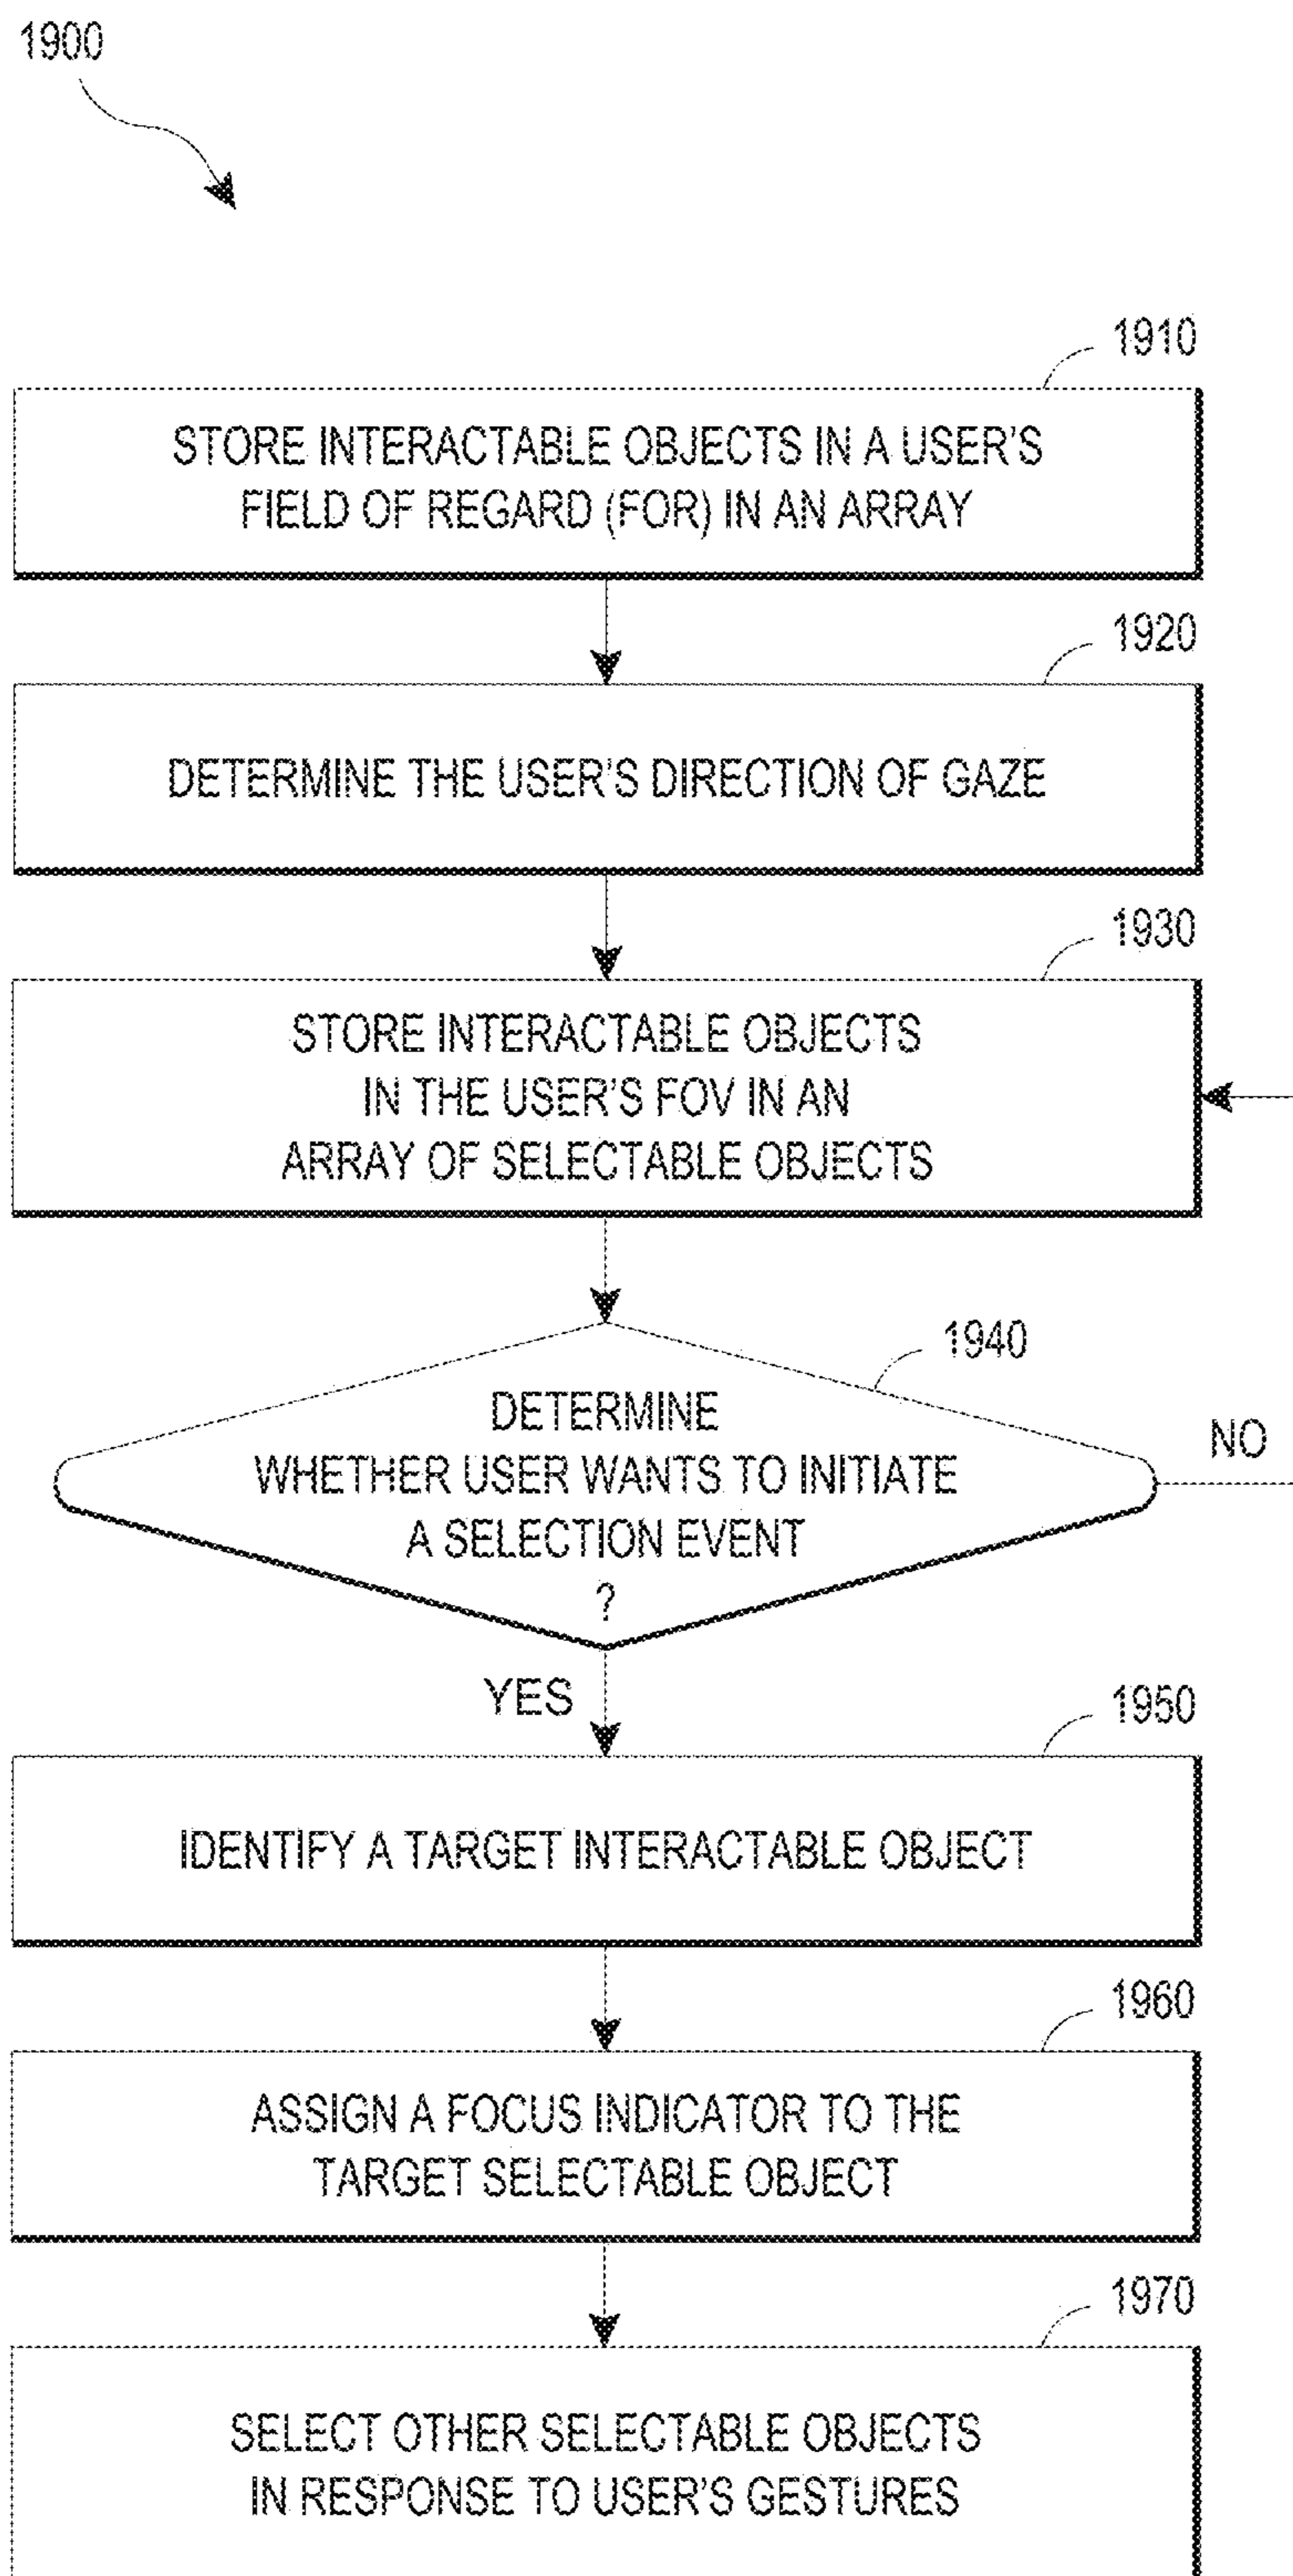 1900
1910
STORE INTERACTABLE OBJECTS IN A USER'S
FIELD OF REGARD (FOR) IN AN ARRAY
1920
DETERMINE THE USER'S DIRECTION OF GAZE
1930
STORE INTERACTABLE OBJECTS
IN THE USER'S FOV IN AN
ARRAY OF SELECTABLE OBJECTS
1940
DETERMINE
WHETHER USER WANTS TO INITIATE
A SELECTION EVENT
?
NO
YES
1950
IDENTIFY A TARGET INTERACTABLE OBJECT
1960
ASSIGN A FOCUS INDICATOR TO THE
TARGET SELECTABLE OBJECT
1970
SELECT OTHER SELECTABLE OBJECTS
IN RESPONSE TO USER'S GESTURES